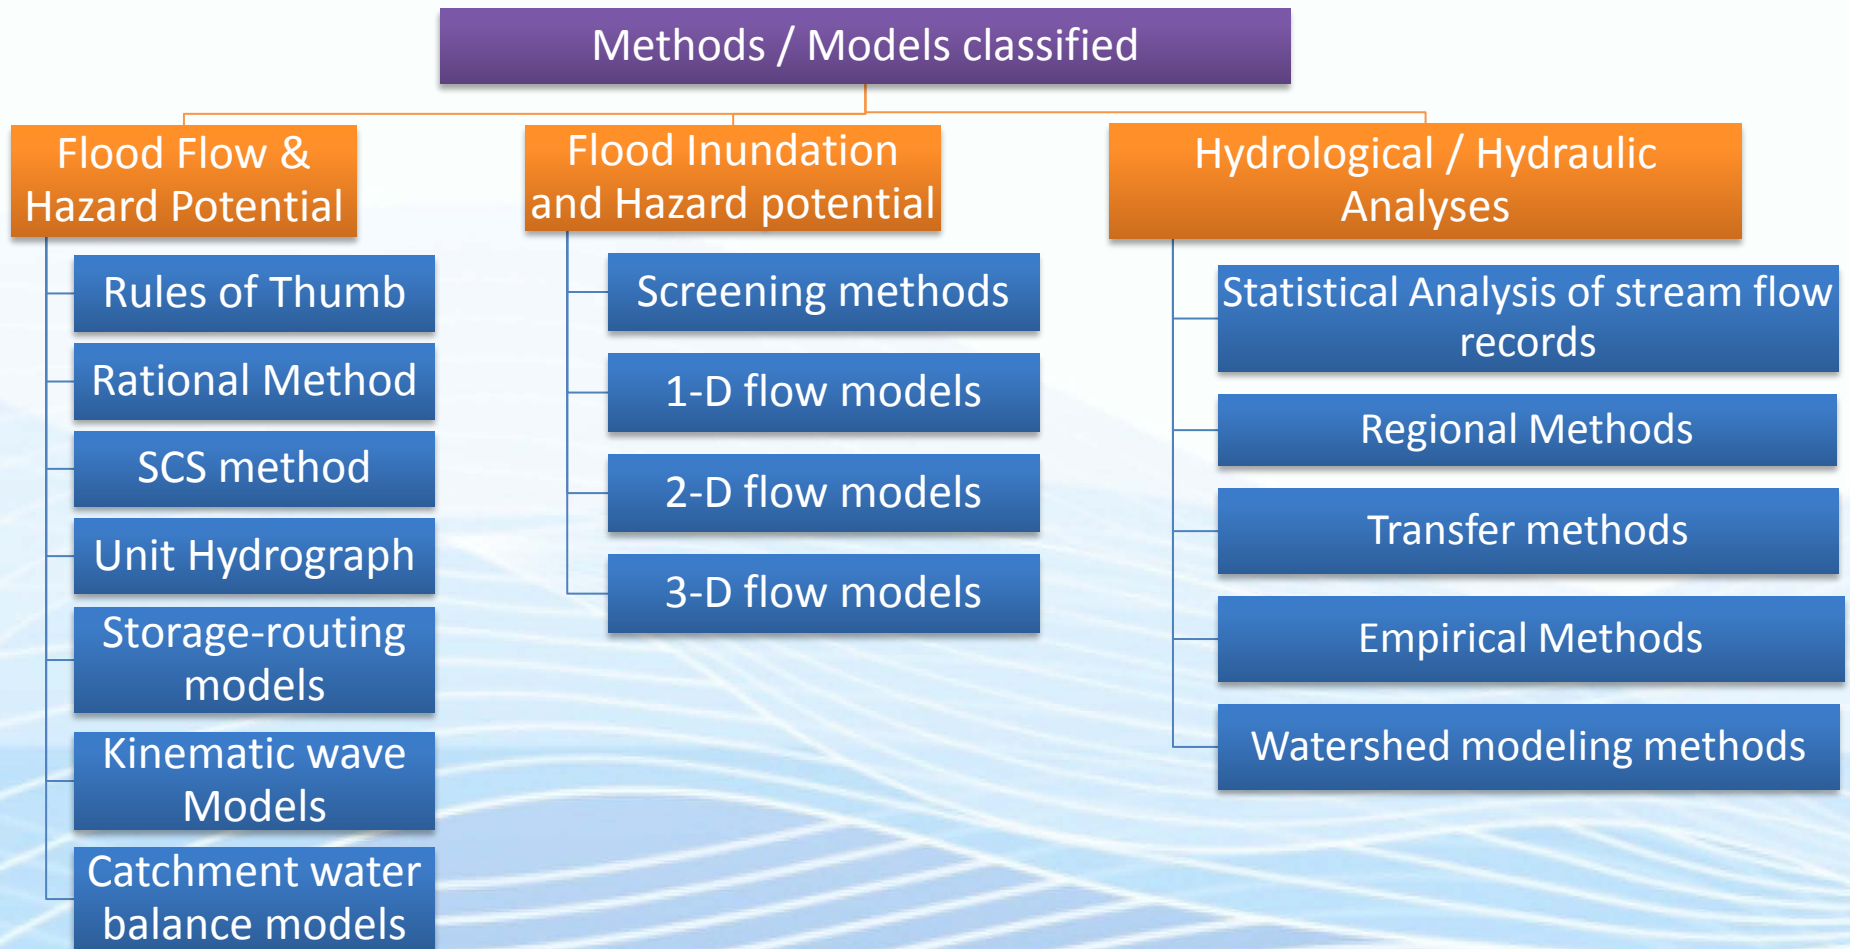 Methods / Models classified
Flood Flow &
Hazard Potential
Rules of Thumb
Rational Method
SCS method
Unit Hydrograph
Storage-routing
models
Kinematic wave
Models
Catchment water
balance models
Flood Inundation
and Hazard potential
Screening methods
1-D flow models
2-D flow models
3-D flow models
Hydrological / Hydraulic
Analyses
Statistical Analysis of stream flow
records
Regional Methods
Transfer methods
Empirical Methods
Watershed modeling methods